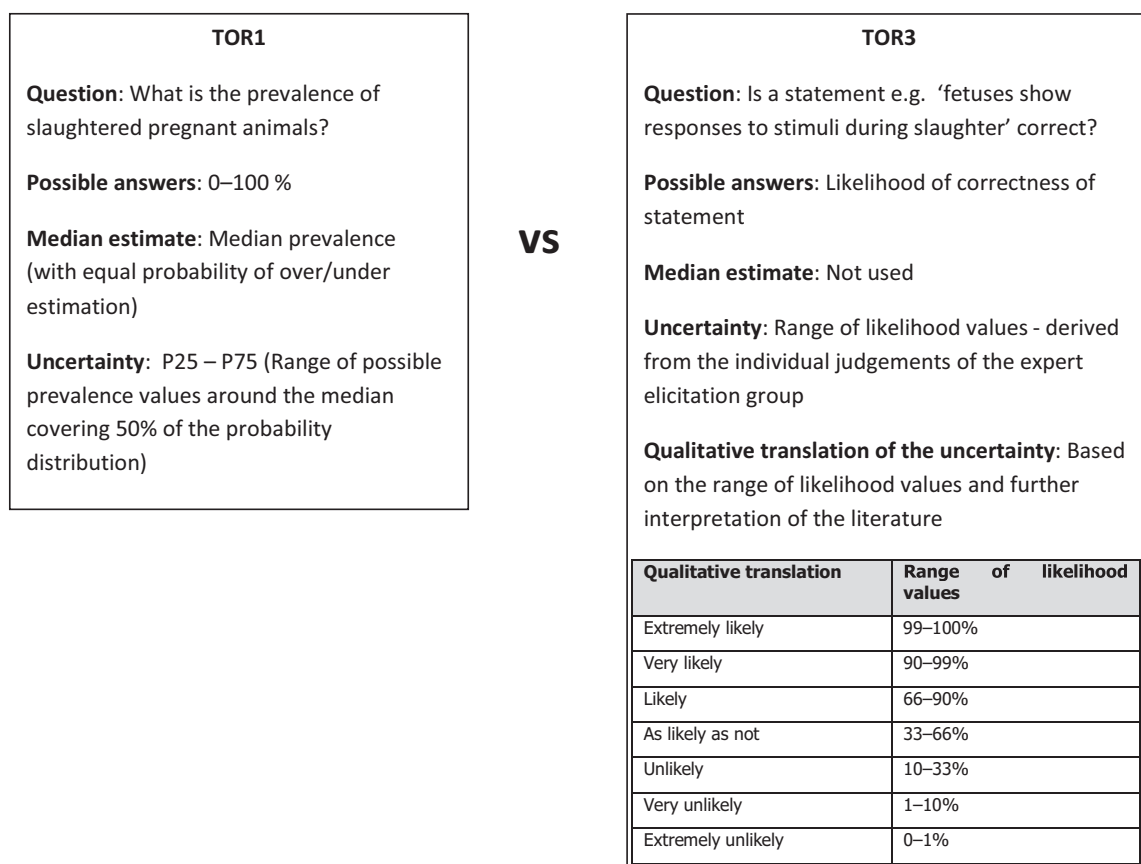 TOR1
Question: What is the prevalence of
slaughtered pregnant animals?
Possible answers: 0–100 %
Median estimate: Median prevalence
(with equal probability of over/under
estimation)
Uncertainty: P25 – P75 (Range of possible
prevalence values around the median
covering 50% of the probability
distribution)
VS
TOR3
Question: Is a statement e.g. ‘fetuses show
responses to stimuli during slaughter’ correct?
Possible answers: Likelihood of correctness of
statement
Median estimate: Not used
Uncertainty: Range of likelihood values - derived
from the individual judgements of the expert
elicitation group
Qualitative translation of the uncertainty: Based
on the range of likelihood values and further
interpretation of the literature
Qualitative translation Range of likelihood
values
Extremely likely 99–100%
Very likely 90–99%
Likely 66–90%
As likely as not 33–66%
Unlikely 10–33%
Very unlikely 1–10%
Extremely unlikely 0–1%